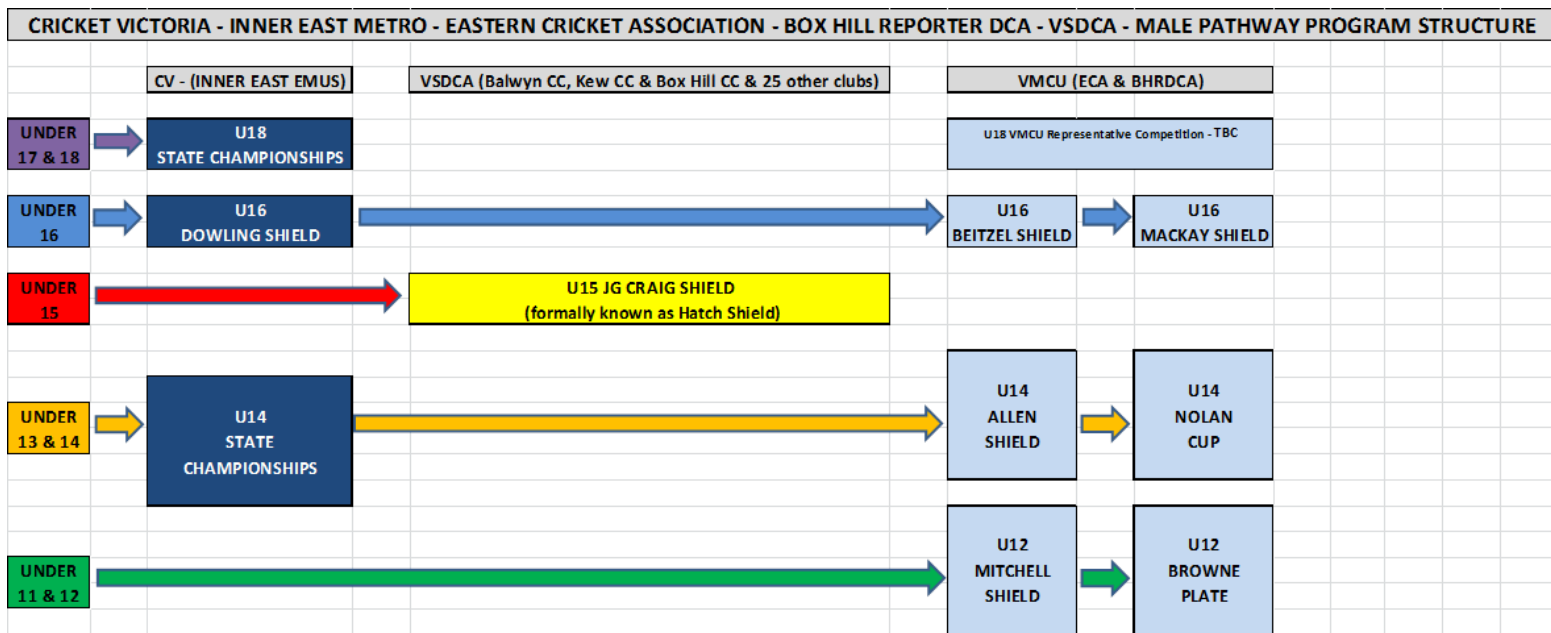 CRICKET VICTORIA - INNER EAST METRO - EASTERN CRICKET ASSOCIATION - BOX HILL REPORTER DCA - VSDCA - MALE PATHWAY PROGRAM STRUCTURE
CV - (INNER EAST EMUS)
VSDCA (Balwyn CC, Kew CC & Box Hill CC & 25 other clubs)
VMCU (ECA & BHRDCA)
UNDER
17 & 18
U18
STATE CHAMPIONSHIPS
U18 VMCU Representative Competition - TBC
UNDER
16
U16
DOWLING SHIELD
U16
BEITZEL SHIELD
U16
MACKAY SHIELD
UNDER
15
U15 JG CRAIG SHIELD
(formally known as Hatch Shield)
UNDER
13 & 14
U14
STATE
CHAMPIONSHIPS
U14
ALLEN
SHIELD
U14
NOLAN
CUP
UNDER
11 & 12
U12
MITCHELL
SHIELD
U12
BROWNE
PLATE